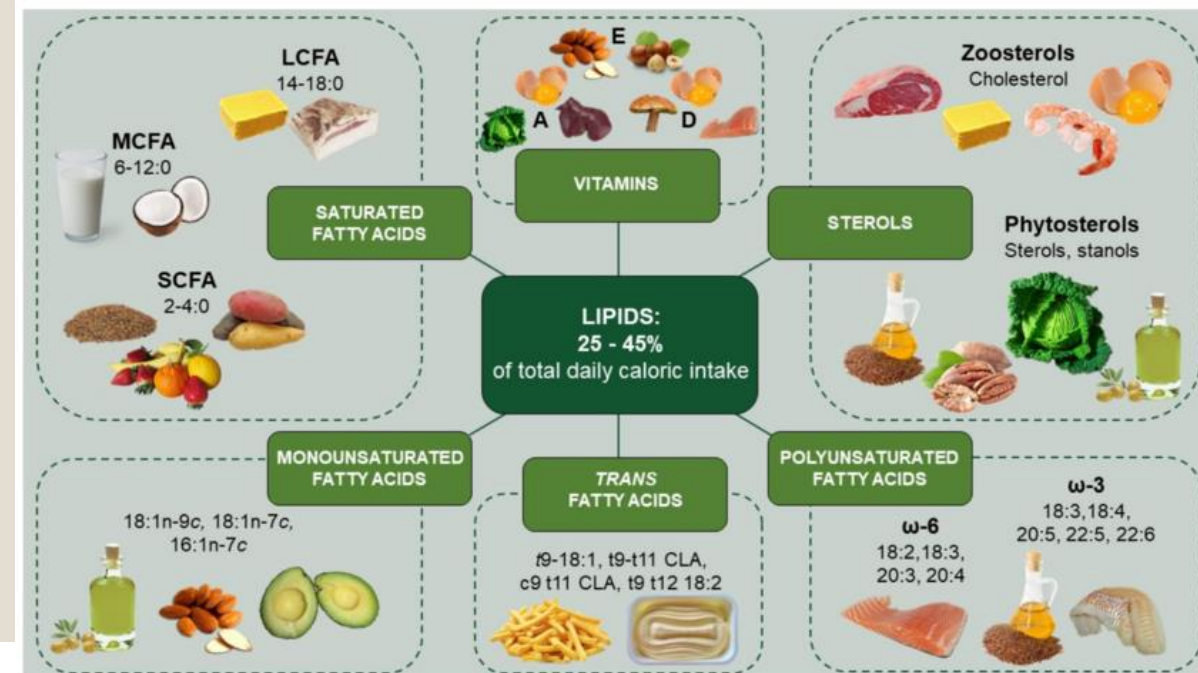 LCFA
14-18:0
MCFA
6-12:0
SCFA
2-4:0
SATURATED
FATTY ACIDS
E
A
D
VITAMINS
Zoosterols
Cholesterol
STEROLS
Phytosterols
Sterols, stanols
LIPIDS:
25 - 45%
of total daily caloric intake
MONOUNSATURATED
FATTY ACIDS
18:1n-9c, 18:1n-7c,
16:1n-7c
TRANS
FATTY ACIDS
t9-18:1, t9-t11 CLA,
c9 t11 CLA, t9 t12 18:2
POLYUNSATURATED
FATTY ACIDS
ω-6
18:2,18:3,
20:3, 20:4
ω-3
18:3,18:4,
20:5, 22:5, 22:6